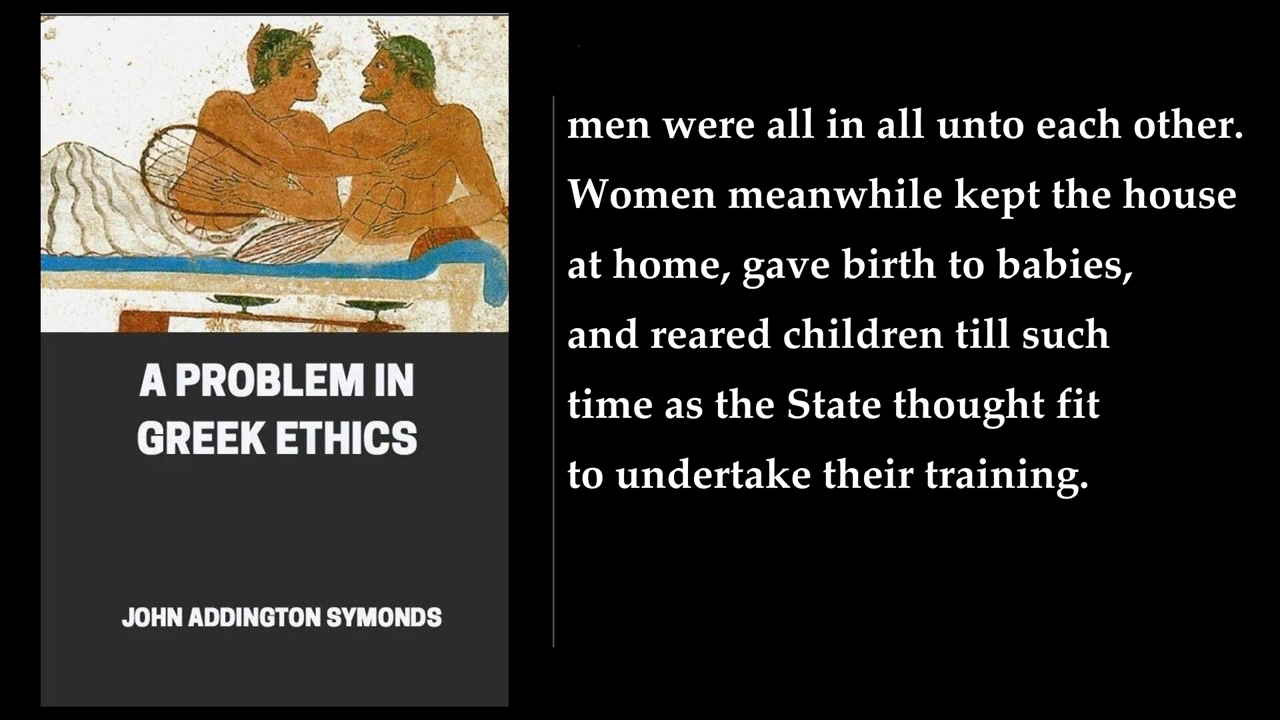 A PROBLEM IN
GREEK ETHICS
JOHN ADDINGTON SYMONDS
men were all in all unto each other.
Women meanwhile kept the house
at home, gave birth to babies,
and reared children till such
time as the State thought fit
to undertake their training.